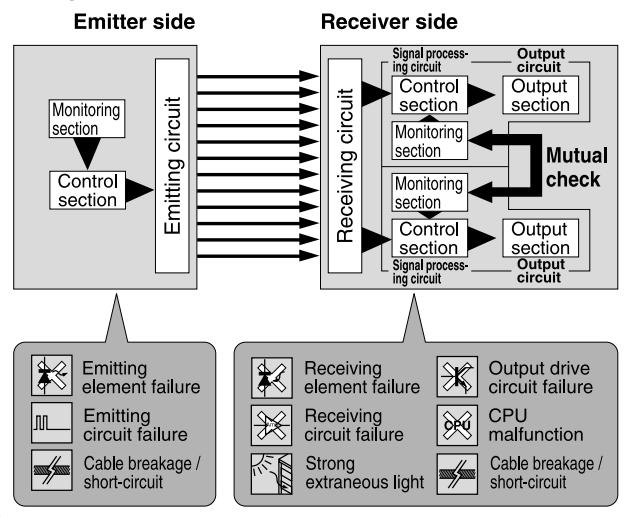 Emitter side
Receiver side
Monitoring
section
Control
section
Emitting circuit
Receiving circuit
Signal process-
ing circuit
Output
circuit
Control
section
Output
section
Monitoring
section
Mutual
check
Monitoring
section
Control
section
Output
section
Signal process-
ing circuit
Output
circuit
Emitting
element failure
Emitting
circuit failure
Cable breakage /
short-circuit
Receiving
element failure
Receiving
circuit failure
Strong
extraneous light
Output drive
circuit failure
CPU
CPU
malfunction
Cable breakage /
short-circuit